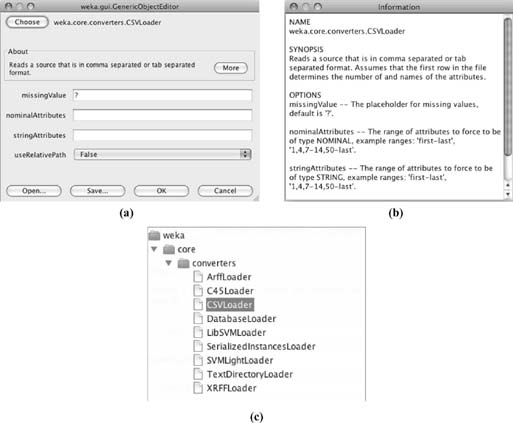 weka.gui.GenericObjectEditor
Choose weka.core.converters.CSVLoader
About
Reads a source that is in comma separated or tab separated
format.
More
missingValue ?
nominalAttributes
stringAttributes
useRelativePath False
Open... Save... OK Cancel
(a)
Information
NAME
weka.core.converters.CSVLoader
SYNOPSIS
Reads a source that is in comma separated or tab
separated format. Assumes that the first row in the file
determines the number of and names of the attributes.
OPTIONS
missingValue -- The placeholder for missing values,
default is '?'.
nominalAttributes -- The range of attributes to force to be
of type NOMINAL, example ranges: 'first-last',
'1,4,7-14,50-last'.
stringAttributes -- The range of attributes to force to be
of type STRING, example ranges: 'first-last',
'1,4,7-14,50-last'.
(b)
weka
core
converters
ArffLoader
C45Loader
CSVLoader
DatabaseLoader
LibSVMLoader
SerializedInstancesLoader
SVMLightLoader
TextDirectoryLoader
XRFFLoader
(c)